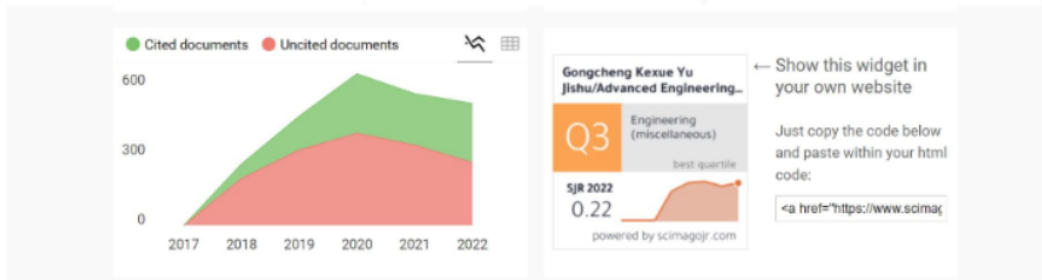 Cited documents Uncited documents
600
300
0
2017 2018 2019 2020 2021 2022
Gongcheng Kexue Yu
Jishu/Advanced Engineering...
Q3
Engineering
(miscellaneous)
best quartile
SJR 2022
0.22
powered by scimagojr.com
← Show this widget in
your own website
Just copy the code below
and paste within your html
code:
<a href="https://www.scimag